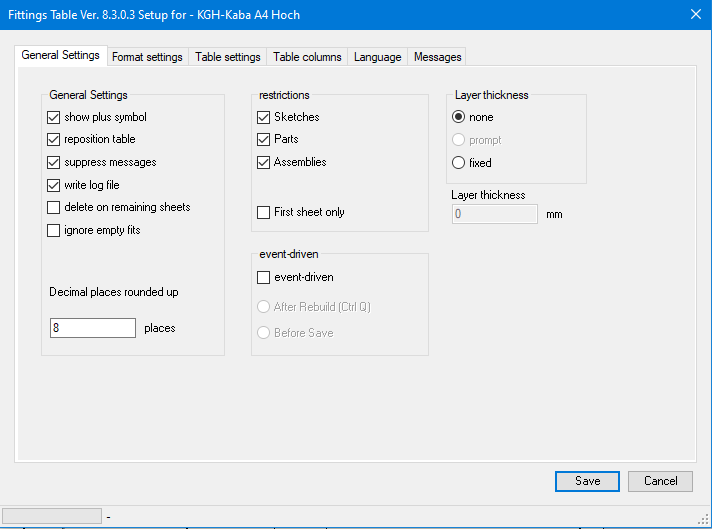 Fittings Table Ver. 8.3.0.3 Setup for - KGH-Kaba A4 Hoch
General Settings Format settings Table settings Table columns Language Messages
General Settings
show plus symbol
reposition table
suppress messages
write log file
delete on remaining sheets
ignore empty fits
Decimal places rounded up
8 places
restrictions
Sketches
Parts
Assemblies
First sheet only
event-driven
event-driven
After Rebuild (Ctrl Q)
Before Save
Layer thickness
none
prompt
fixed
Layer thickness
0 mm
Save Cancel
-